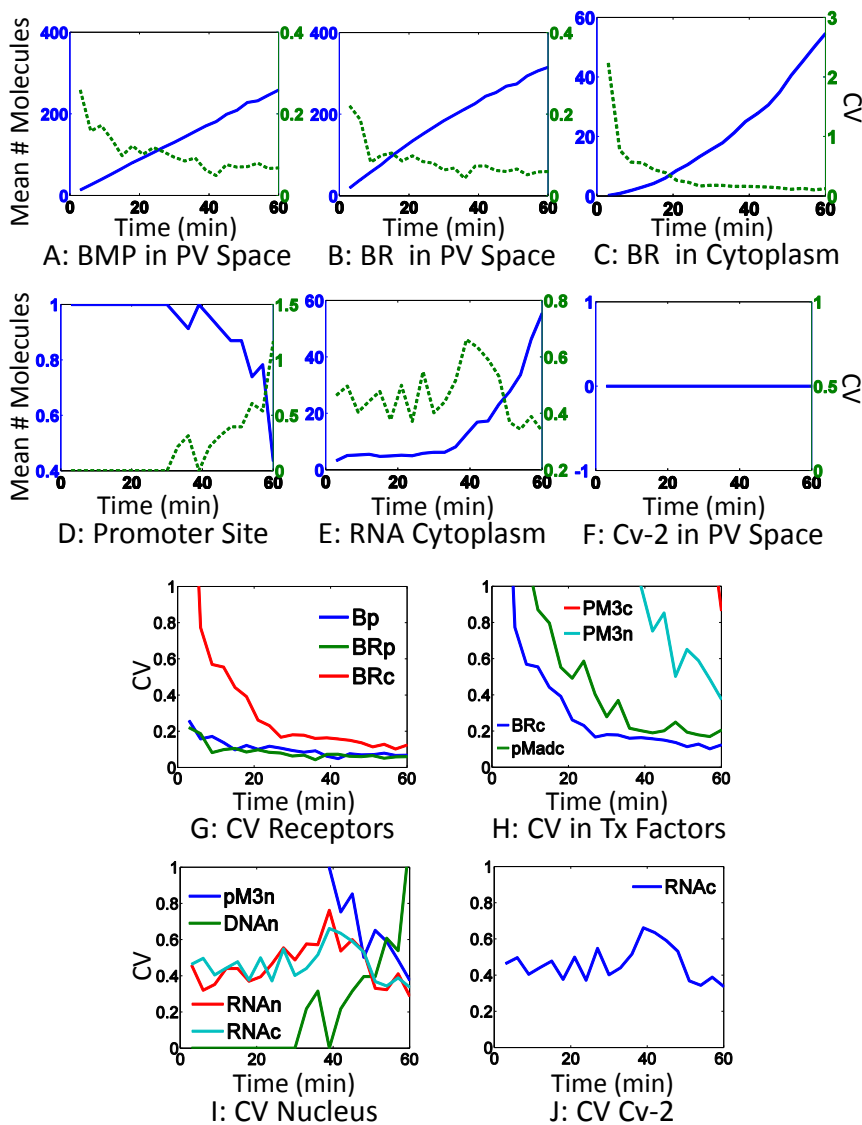 400
200
0
0.4
0.2
0
0
20
40
60
Mean # Molecules
Time (min)
A: BMP in PV Space
400
200
0
0.4
0.2
0
0
20
40
60
Time (min)
B: BR in PV Space
60
40
20
0
3
2
1
0
0
20
40
60
CV
Time (min)
C: BR in Cytoplasm
1
0.8
0.6
0.4
1.5
1
0.5
0
0
20
40
60
Mean # Molecules
Time (min)
D: Promoter Site
60
40
20
0
0.8
0.6
0.4
0.2
0
20
40
60
Time (min)
E: RNA Cytoplasm
1
0
-1
1
0.5
0
0
20
40
60
CV
Time (min)
F: Cv-2 in PV Space
1
0.8
0.6
0.4
0.2
0
0
20
40
60
CV
Bp
BRp
BRc
Time (min)
G: CV Receptors
1
0.8
0.6
0.4
0.2
0
0
20
40
60
PM3c
PM3n
BRc
pMadc
Time (min)
H: CV in Tx Factors
1
0.8
0.6
0.4
0.2
0
0
20
40
60
CV
pM3n
DNAn
RNAn
RNAc
Time (min)
I: CV Nucleus
1
0.8
0.6
0.4
0.2
0
0
20
40
60
RNAc
Time (min)
J: CV Cv-2